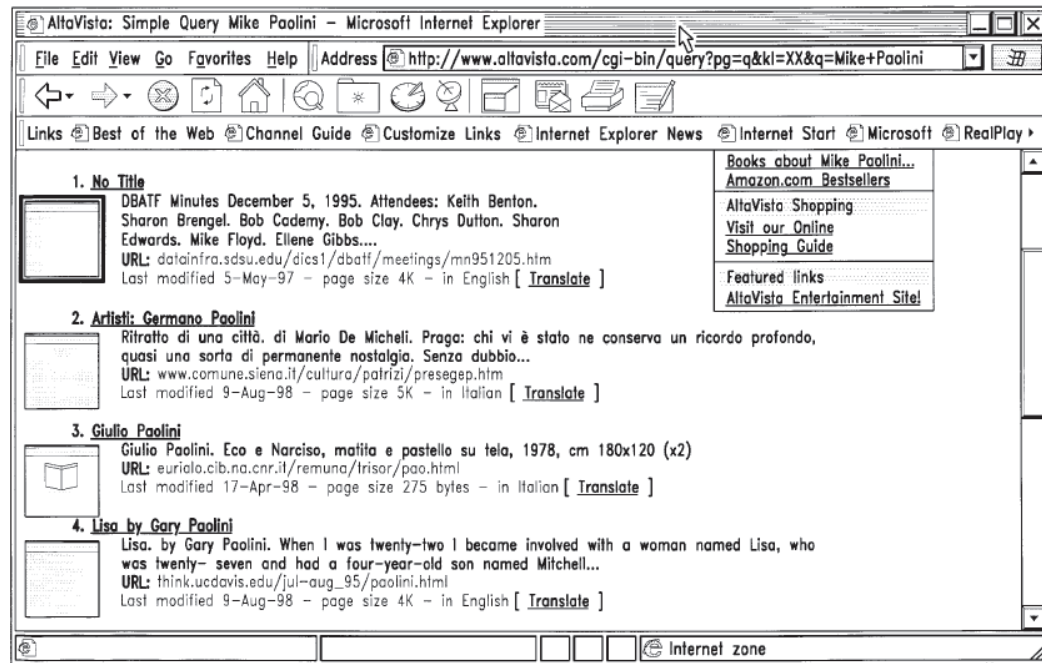 AltaVista: Simple Query Mike Paolini – Microsoft Internet Explorer
File Edit View Go Favorites Help Address http://www.altavista.com/cgi-bin/query?pg=q&kl=XX&q=Mike+Paolini
Links Best of the Web Channel Guide Customize Links Internet Explorer News Internet Start Microsoft RealPlay
Books about Mike Paolini...
Amazon.com Bestsellers
AltaVista Shopping
Visit our Online
Shopping Guide
Featured links
AltaVista Entertainment Site!
1. No Title
DBATF Minutes December 5, 1995. Attendees: Keith Benton.
Sharon Brengel. Bob Cademy. Bob Clay. Chrys Dutton. Sharon
Edwards. Mike Floyd. Ellene Gibbs....
URL: datainfra.sdsu.edu/dics1/dbatf/meetings/mn951205.htm
Last modified 5-May-97 – page size 4K – in English [ Translate ]
2. Artisti: Germano Paolini
Ritratto di una città. di Mario De Micheli. Praga: chi vi è stato ne conserva un ricordo profondo,
quasi una sorta di permanente nostalgia. Senza dubbio...
URL: www.comune.siena.it/cultura/patrizi/presegep.htm
Last modified 9-Aug-98 – page size 5K – in Italian [ Translate ]
3. Giulio Paolini
Giulio Paolini. Eco e Narciso, matita e pastello su tela, 1978, cm 180x120 (x2)
URL: eurialo.cib.na.cnr.it/remuna/trisor/pao.html
Last modified 17-Apr-98 – page size 275 bytes – in Italian [ Translate ]
4. Lisa by Gary Paolini
Lisa. by Gary Paolini. When I was twenty-two I became involved with a woman named Lisa, who
was twenty- seven and had a four-year-old son named Mitchell...
URL: think.ucdavis.edu/jul-aug_95/paolini.html
Last modified 9-Aug-98 – page size 4K – in English [ Translate ]
Internet zone